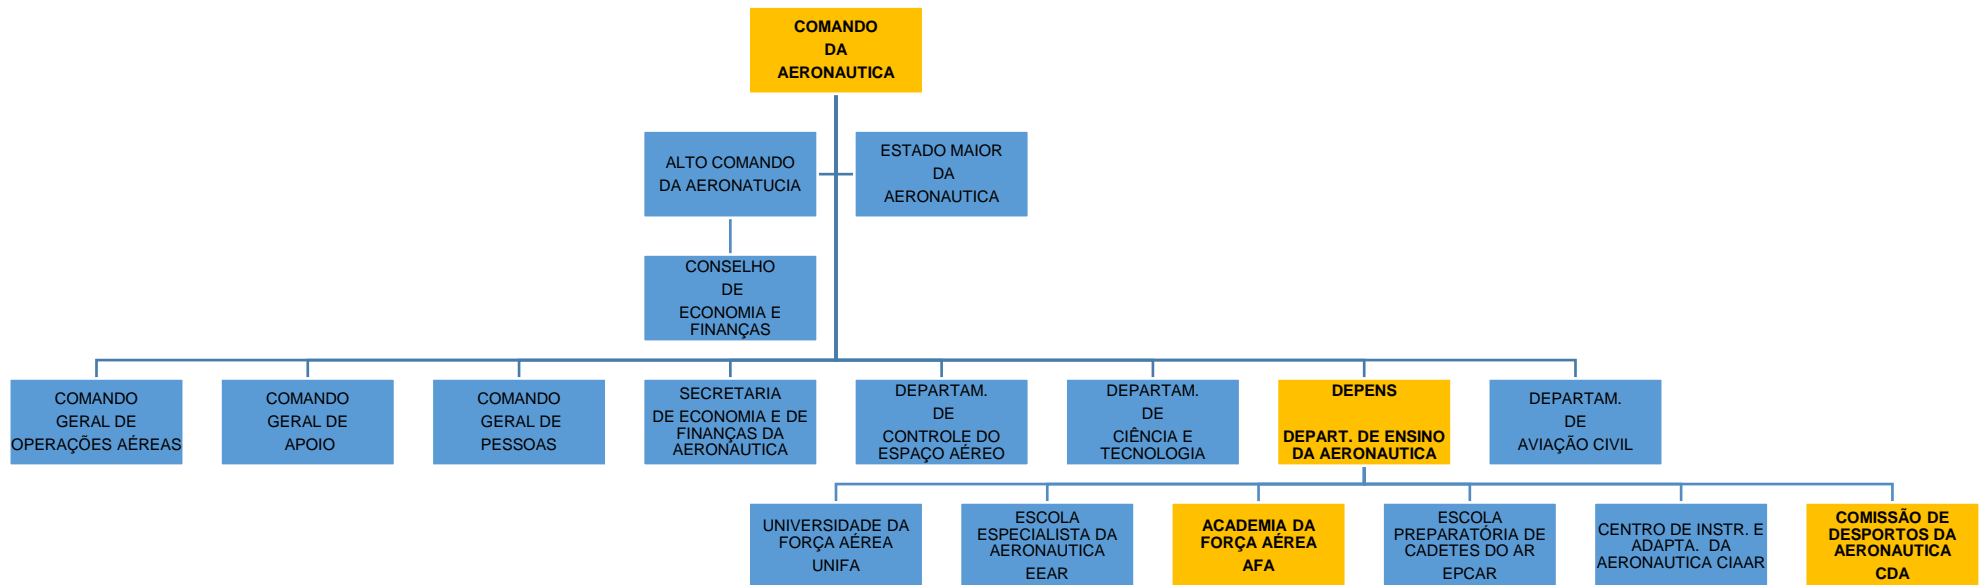 COMANDO
DA
AERONAUTICA
ALTO COMANDO
DA AERONATUCIA
ESTADO MAIOR
DA
AERONAUTICA
CONSELHO
DE
ECONOMIA E
FINANÇAS
COMANDO
GERAL DE
OPERAÇÕES AÉREAS
COMANDO
GERAL DE
APOIO
COMANDO
GERAL DE
PESSOAS
SECRETARIA
DE ECONOMIA E DE
FINANÇAS DA
AERONAUTICA
DEPARTAM.
DE
CONTROLE DO
ESPAÇO AÉREO
DEPARTAM.
DE
CIÊNCIA E
TECNOLOGIA
DEPENS
DEPART. DE ENSINO
DA AERONAUTICA
DEPARTAM.
DE
AVIAÇÃO CIVIL
UNIVERSIDADE DA
FORÇA AÉREA
UNIFA
ESCOLA
ESPECIALISTA DA
AERONAUTICA
EEAR
ACADEMIA DA
FORÇA AÉREA
AFA
ESCOLA
PREPARATÓRIA DE
CADETES DO AR
EPCAR
CENTRO DE INSTR. E
ADAPTA. DA
AERONAUTICA CIAAR
COMISSÃO DE
DESPORTOS DA
AERONAUTICA
CDA